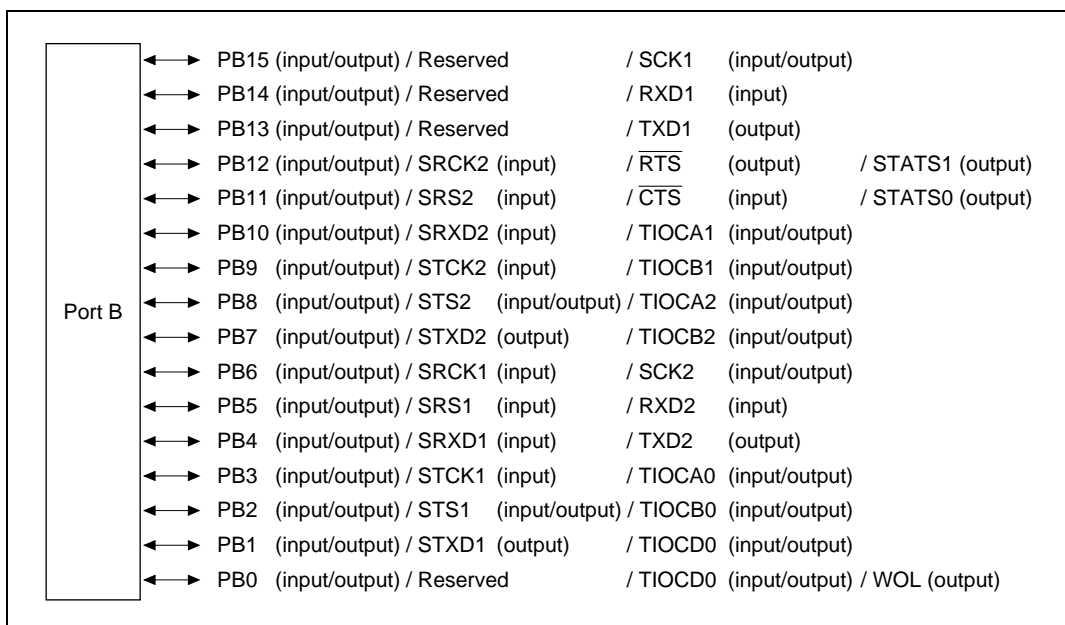 PB15 (input/output) / Reserved / SCK1 (input/output)
PB14 (input/output) / Reserved / RXD1 (input)
PB13 (input/output) / Reserved / TXD1 (output)
PB12 (input/output) / SRCK2 (input) / R̅T̅S̅ (output) / STATS1 (output)
PB11 (input/output) / SRS2 (input) / C̅T̅S̅ (input) / STATS0 (output)
PB10 (input/output) / SRXD2 (input) / TIOCA1 (input/output)
PB9 (input/output) / STCK2 (input) / TIOCB1 (input/output)
PB8 (input/output) / STS2 (input/output) / TIOCA2 (input/output)
Port B
PB7 (input/output) / STXD2 (output) / TIOCB2 (input/output)
PB6 (input/output) / SRCK1 (input) / SCK2 (input/output)
PB5 (input/output) / SRS1 (input) / RXD2 (input)
PB4 (input/output) / SRXD1 (input) / TXD2 (output)
PB3 (input/output) / STCK1 (input) / TIOCA0 (input/output)
PB2 (input/output) / STS1 (input/output) / TIOCB0 (input/output)
PB1 (input/output) / STXD1 (output) / TIOCD0 (input/output)
PB0 (input/output) / Reserved / TIOCD0 (input/output) / WOL (output)